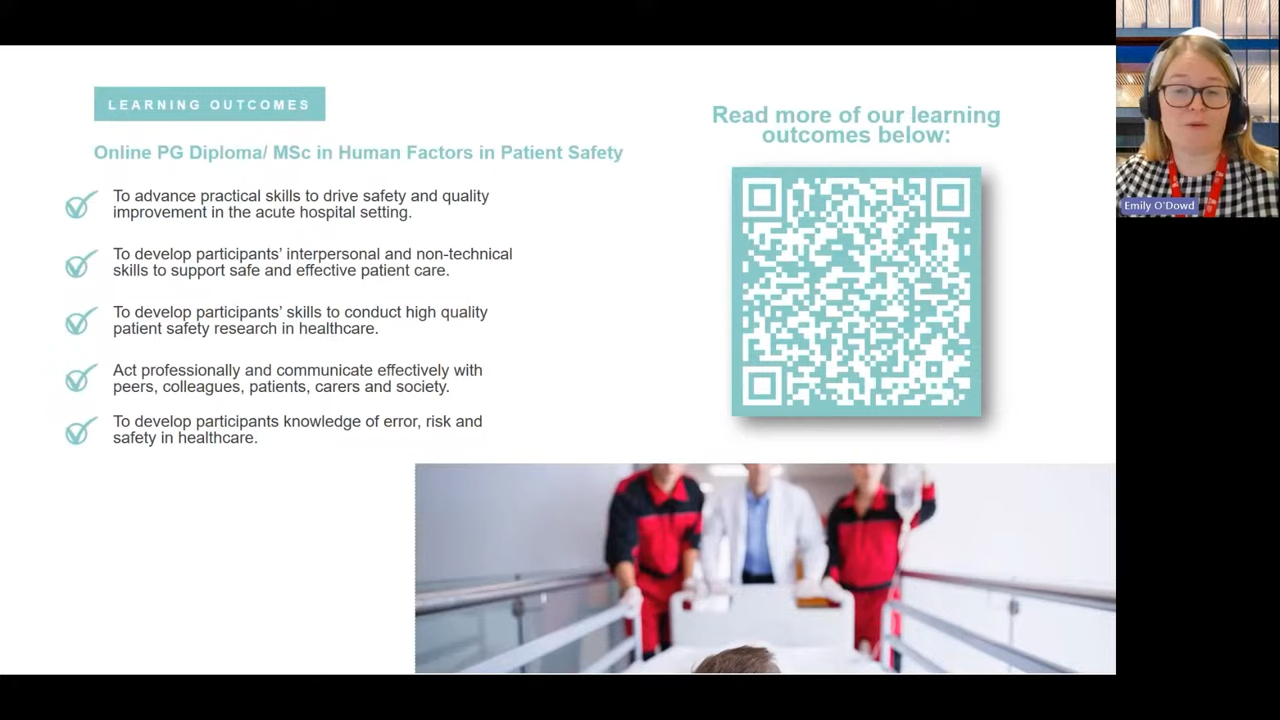 LEARNING OUTCOMES
Online PG Diploma/ MSc in Human Factors in Patient Safety
To advance practical skills to drive safety and quality
improvement in the acute hospital setting.
To develop participants' interpersonal and non-technical
skills to support safe and effective patient care.
To develop participants' skills to conduct high quality
patient safety research in healthcare.
Act professionally and communicate effectively with
peers, colleagues, patients, carers and society.
To develop participants knowledge of error, risk and
safety in healthcare.
Read more of our learning
outcomes below:
Emily O'Dowd